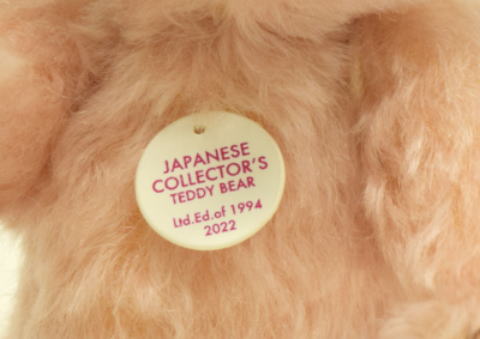 JAPANESE
COLLECTOR'S
TEDDY BEAR
Ltd.Ed.of 1994
2022